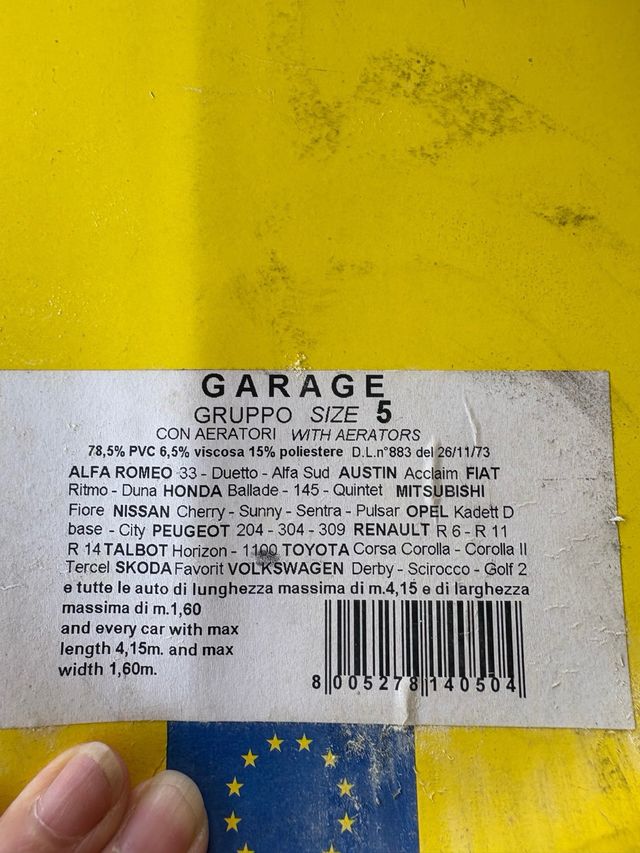 GARAGE
GRUPPO SIZE 5
CON AERATORI WITH AERATORS
78,5% PVC 6,5% viscosa 15% poliestere D.L.n°883 del 26/11/73
ALFA ROMEO 33 - Duetto - Alfa Sud AUSTIN Acclaim FIAT
Ritmo - Duna HONDA Ballade - 145 - Quintet MITSUBISHI
Fiore NISSAN Cherry - Sunny - Sentra - Pulsar OPEL Kadett D
base - City PEUGEOT 204 - 304 - 309 RENAULT R 6 - R 11
R 14 TALBOT Horizon - 1100 TOYOTA Corsa Corolla - Corolla II
Tercel SKODA Favorit VOLKSWAGEN Derby - Scirocco - Golf 2
e tutte le auto di lunghezza massima di m.4,15 e di larghezza
massima di m.1,60
and every car with max
length 4,15m. and max
width 1,60m.
8 005278 140504